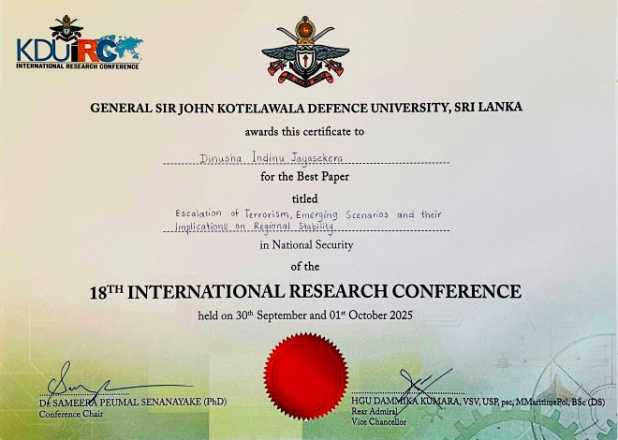 KDU IRC
INTERNATIONAL RESEARCH CONFERENCE
GENERAL SIR JOHN KOTELAWALA DEFENCE UNIVERSITY, SRI LANKA
awards this certificate to
Dinusha Indinu Jayasekera
for the Best Paper
titled
Escalation of Terrorism, Emerging Scenarios and their
Implications on Regional Stability
in National Security
of the
18TH INTERNATIONAL RESEARCH CONFERENCE
held on 30th September and 01st October 2025
Dr SAMEERA PEUMAL SENANAYAKE (PhD)
Conference Chair
HGU DAMMIKA KUMARA, VSV, USP, psc, MMaritimePol, BSc (DS)
Rear Admiral
Vice Chancellor